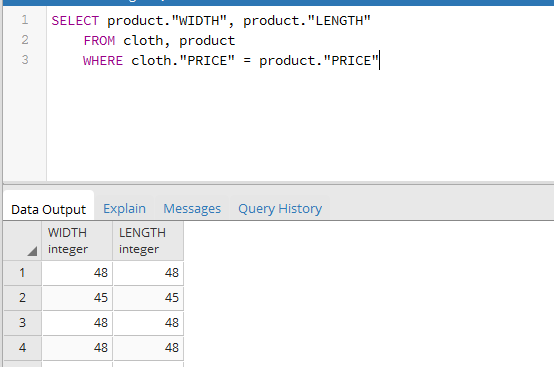 1 SELECT product."WIDTH", product."LENGTH"
2 FROM cloth, product
3 WHERE cloth."PRICE" = product."PRICE"
Data Output Explain Messages Query History
WIDTH LENGTH
integer integer
1 48 48
2 45 45
3 48 48
4 48 48